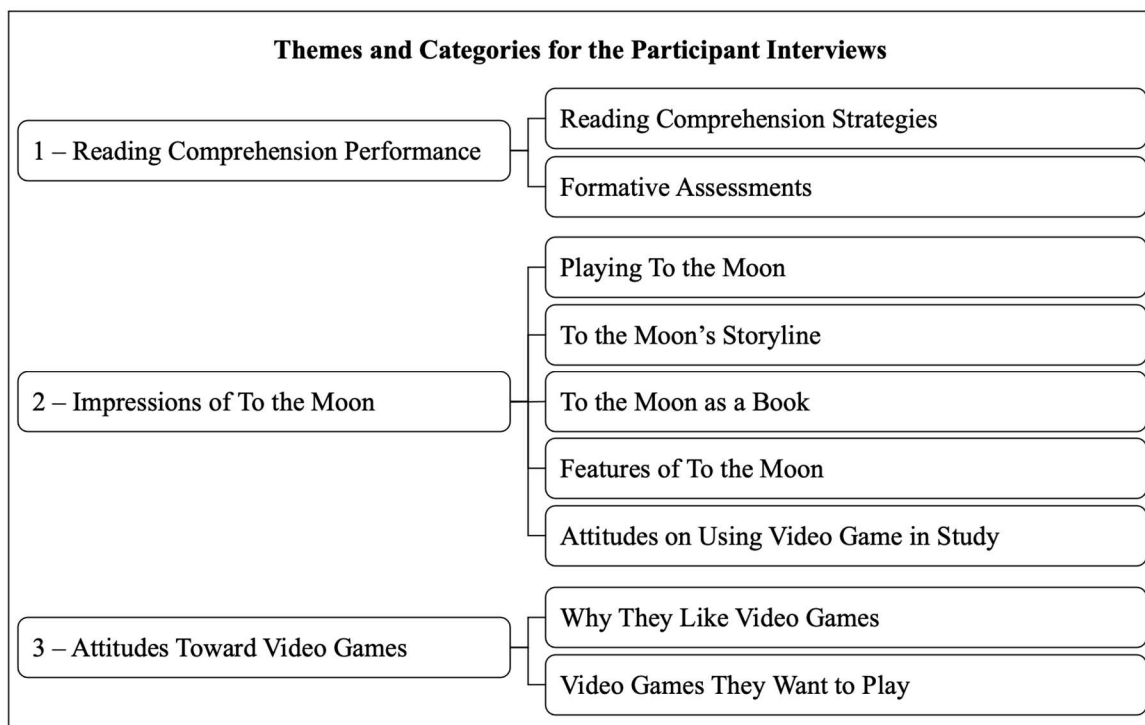 Themes and Categories for the Participant Interviews
1 – Reading Comprehension Performance
Reading Comprehension Strategies
Formative Assessments
2 – Impressions of To the Moon
Playing To the Moon
To the Moon’s Storyline
To the Moon as a Book
Features of To the Moon
Attitudes on Using Video Game in Study
3 – Attitudes Toward Video Games
Why They Like Video Games
Video Games They Want to Play